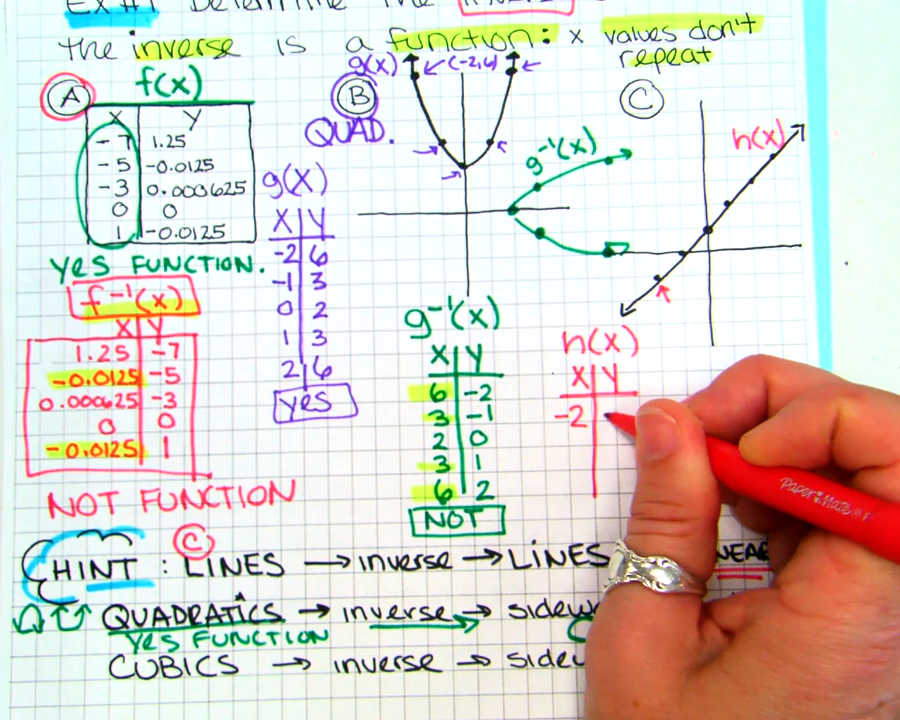 EX #1 Determine the
the inverse is a function: x values don't
repeat
A
f(x)
X Y
-7 1.25
-5 -0.0125
-3 0.000625
0 0
1 -0.0125
YES FUNCTION.
f⁻¹(x)
X Y
1.25 -7
-0.0125 -5
0.000625 -3
0 0
-0.0125 1
NOT FUNCTION
B
g(x) (-2,6)
QUAD.
g(x)
X Y
-2 6
-1 3
0 2
1 3
2 6
yes
g⁻¹(x)
g⁻¹(x)
X Y
6 -2
3 -1
2 0
3 1
6 2
NOT
C
h(x)
h(x)
X Y
-2
PaperMate
C
HINT : LINES → inverse → LINES
QUADRATICS → inverse →
YES FUNCTION
CUBICS → inverse →